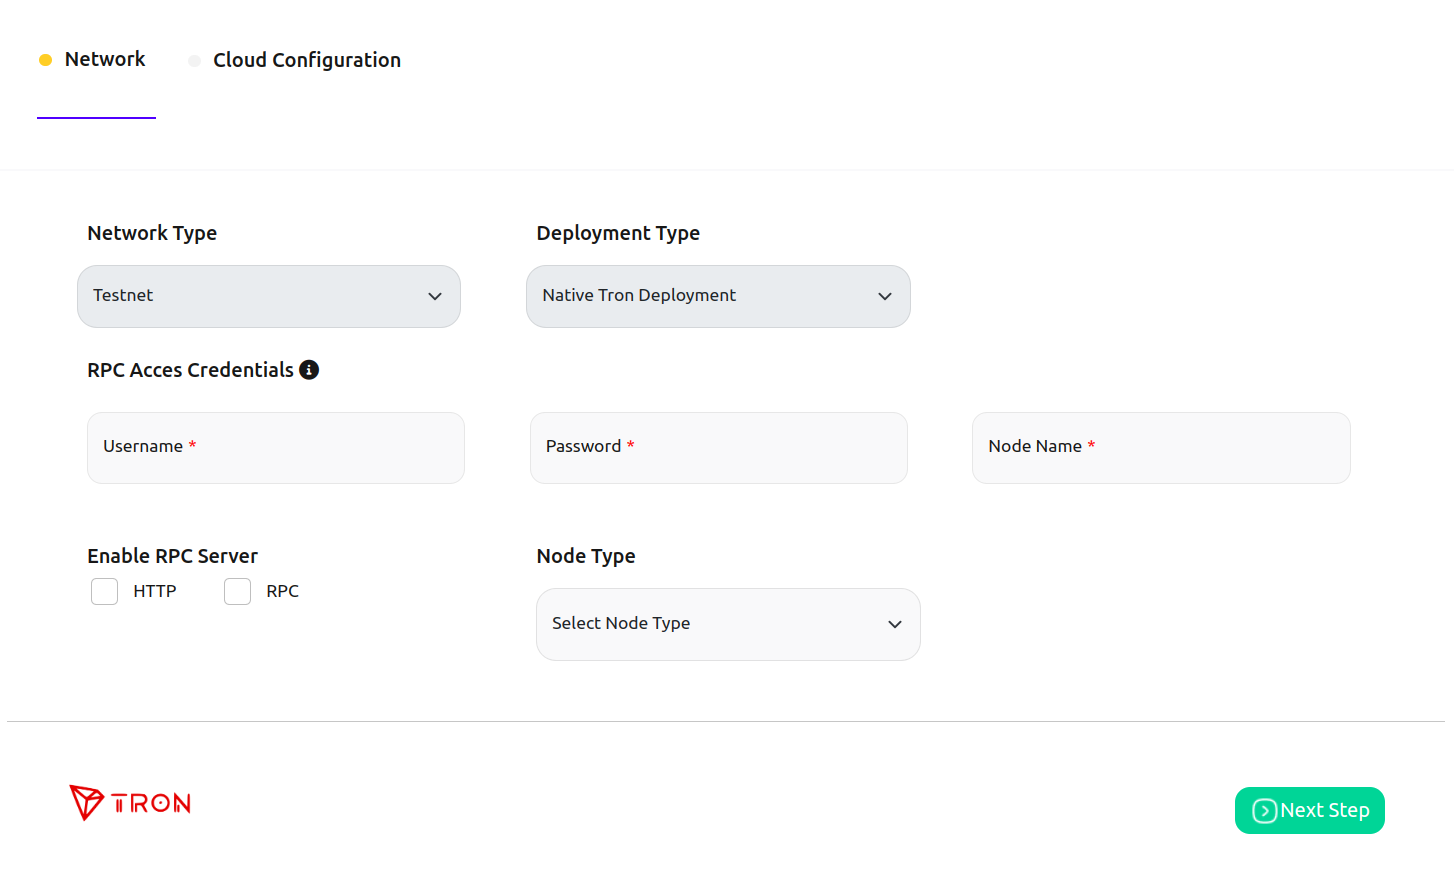 Network
Cloud Configuration
Network Type
Deployment Type
Testnet
Native Tron Deployment
RPC Acces Credentials
Username *
Password *
Node Name *
Enable RPC Server
HTTP
RPC
Node Type
Select Node Type
TRON
Next Step